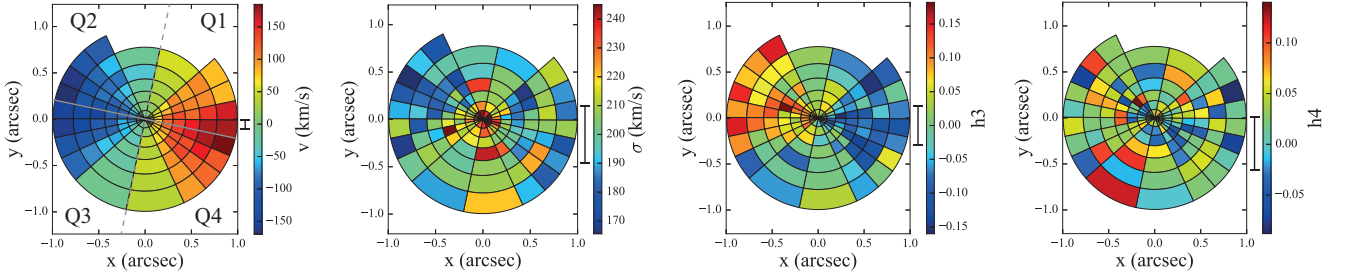 Q2 Q1
Q3 Q4
1.0
0.5
0.0
−0.5
−1.0
y (arcsec)
−1.0 −0.5 0.0 0.5 1.0
x (arcsec)
150
100
50
0
−50
−100
−150
v (km/s)
1.0
0.5
0.0
−0.5
−1.0
y (arcsec)
−1.0 −0.5 0.0 0.5 1.0
x (arcsec)
240
230
220
210
200
190
180
170
σ (km/s)
1.0
0.5
0.0
−0.5
−1.0
y (arcsec)
−1.0 −0.5 0.0 0.5 1.0
x (arcsec)
0.15
0.10
0.05
0.00
−0.05
−0.10
−0.15
h3
1.0
0.5
0.0
−0.5
−1.0
y (arcsec)
−1.0 −0.5 0.0 0.5 1.0
x (arcsec)
0.10
0.05
0.00
−0.05
h4